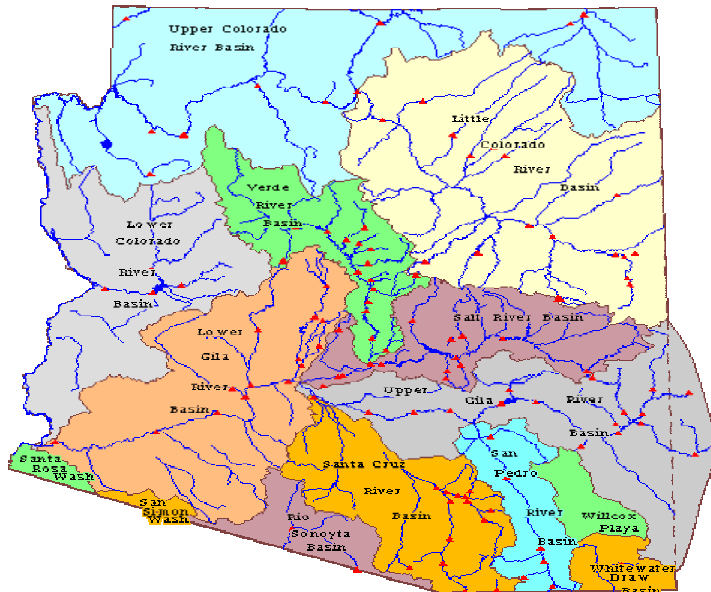 Upper Colorado
River Basin
Little
Colorado
River
Basin
Verde
River
Basin
Lower
Colorado
River
Basin
Salt River Basin
Lower
Gila
River
Basin
Upper
Gila
River
Basin
Santa
Rosa
Wash
San
Simon
Wash
Santa Cruz
River
Basin
San
Pedro
River
Basin
Rio
Sonoyta
Basin
Willcox
Playa
Whitewater
Draw
Basin